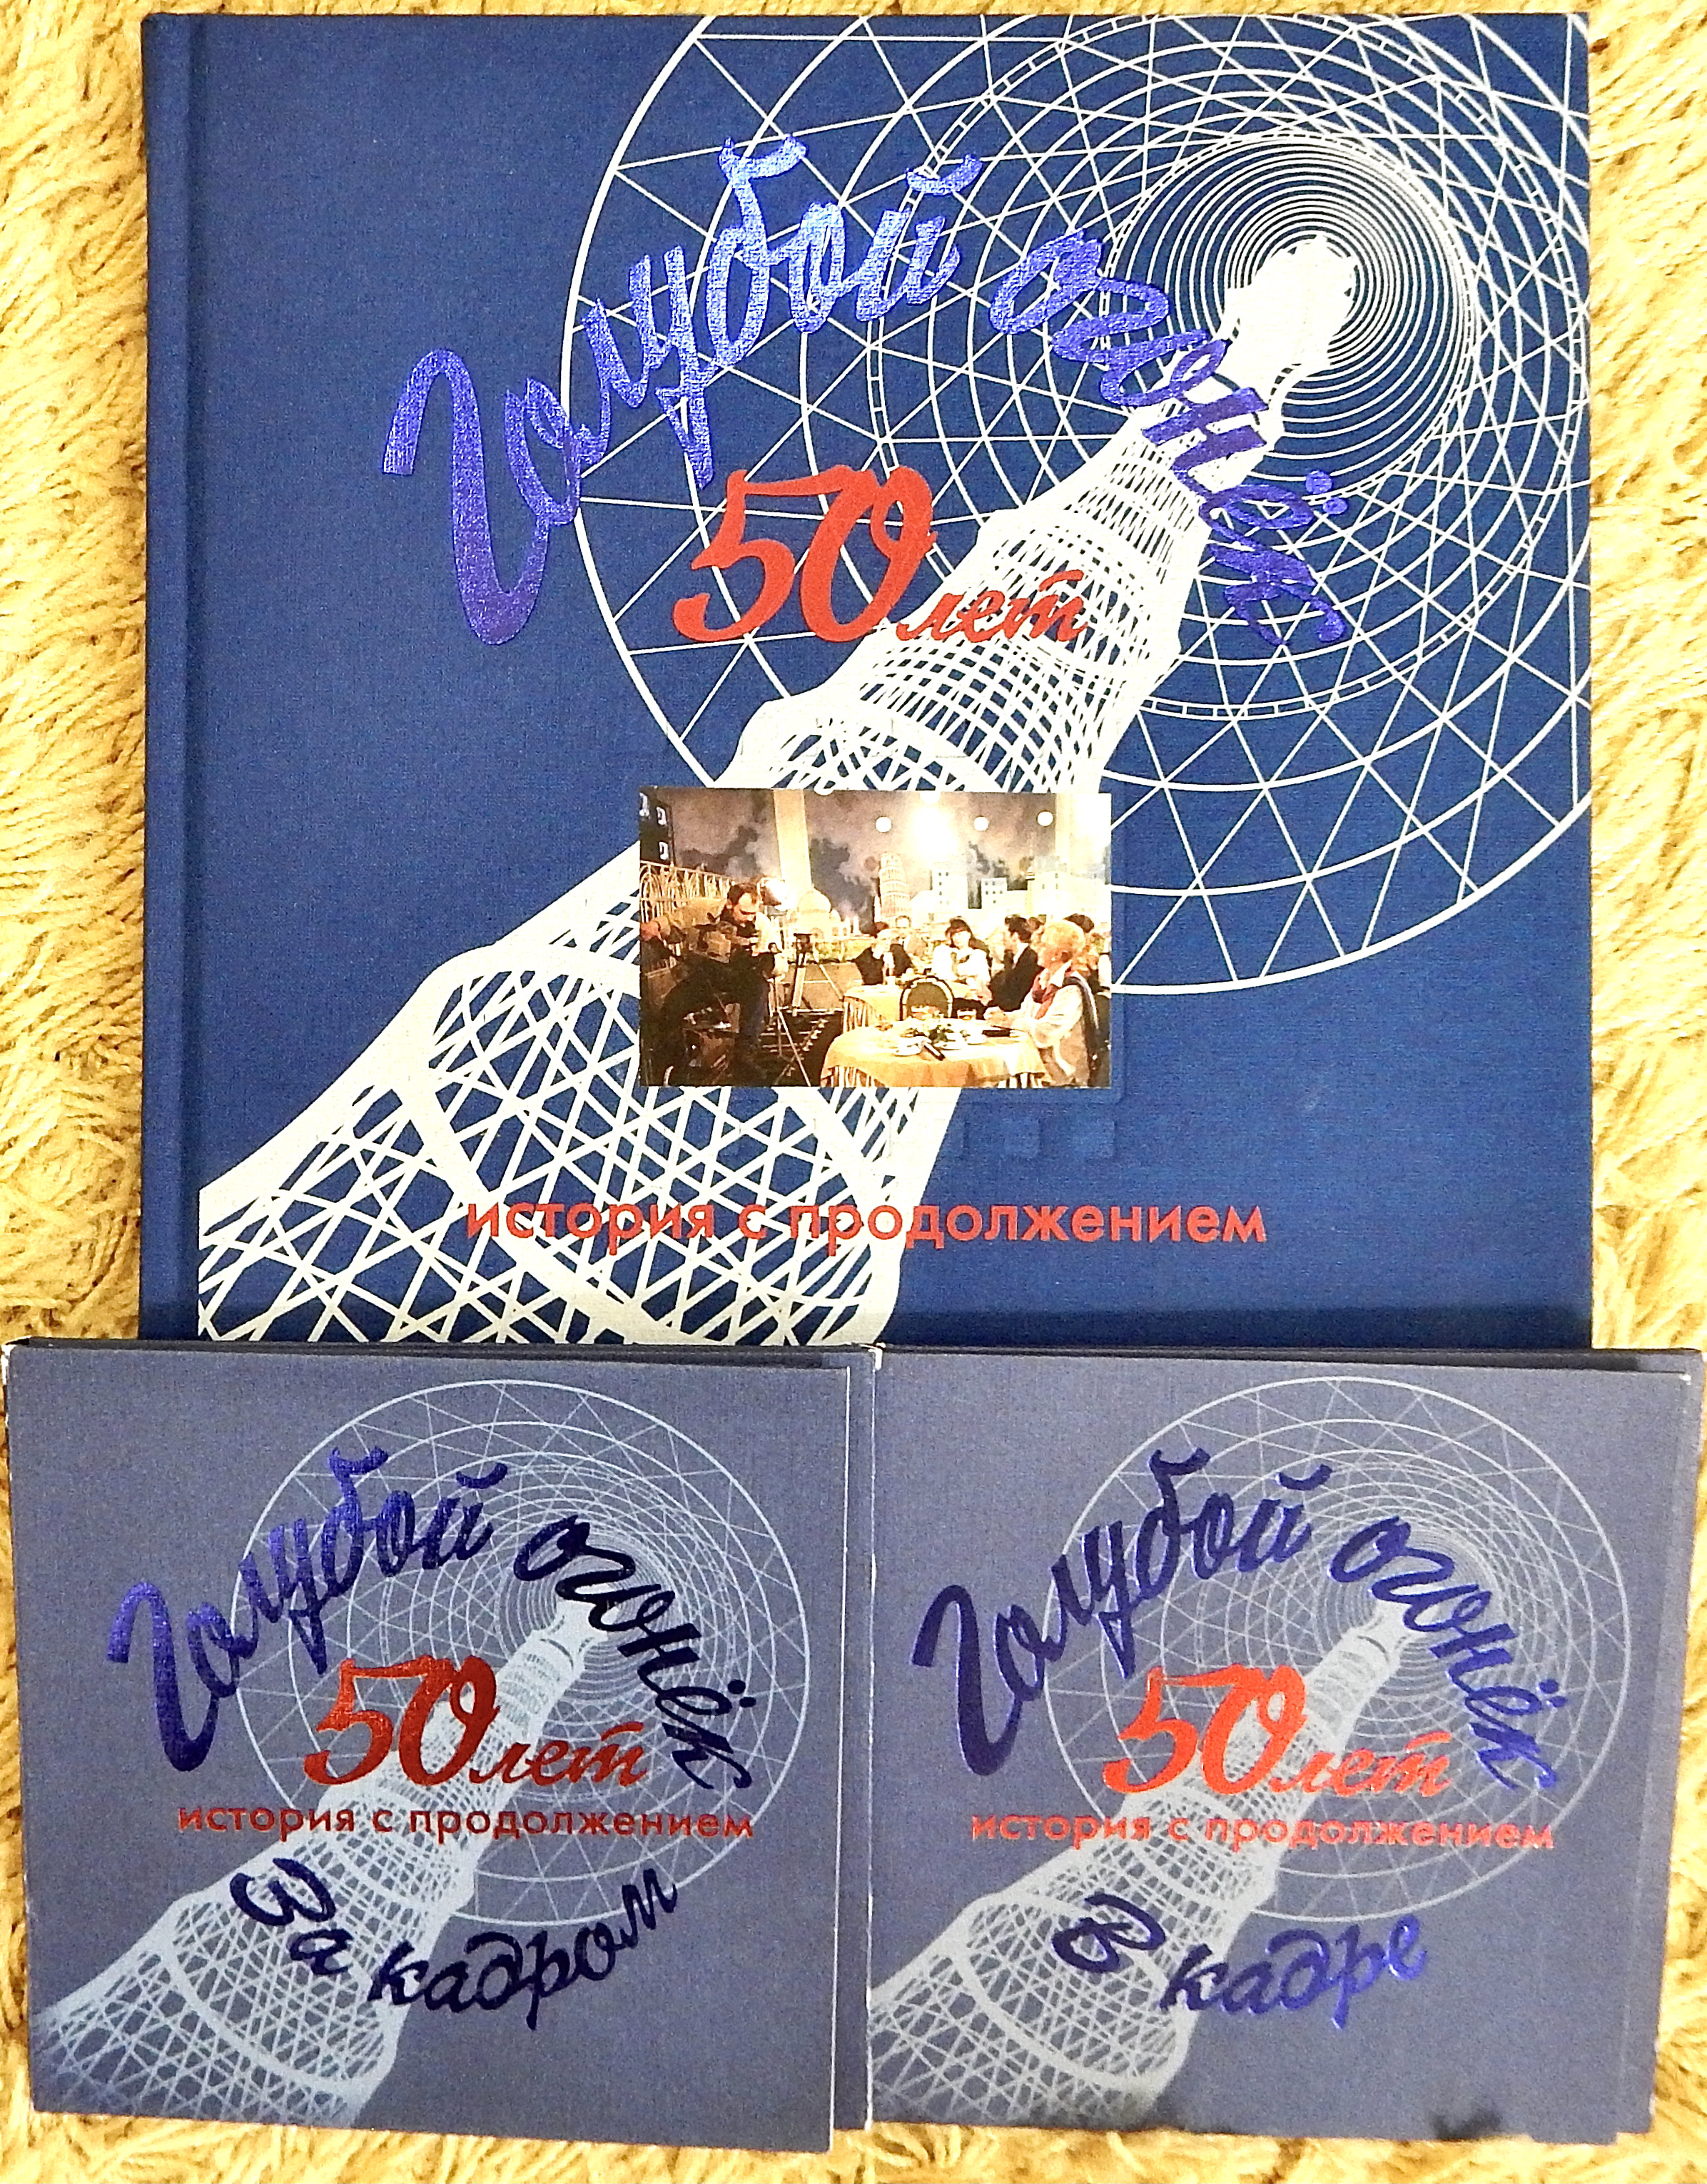 Голубой огонёк
50 лет
история с продолжением
Голубой огонёк
50 лет
история с продолжением
За кадром
Голубой огонёк
50 лет
история с продолжением
В кадре